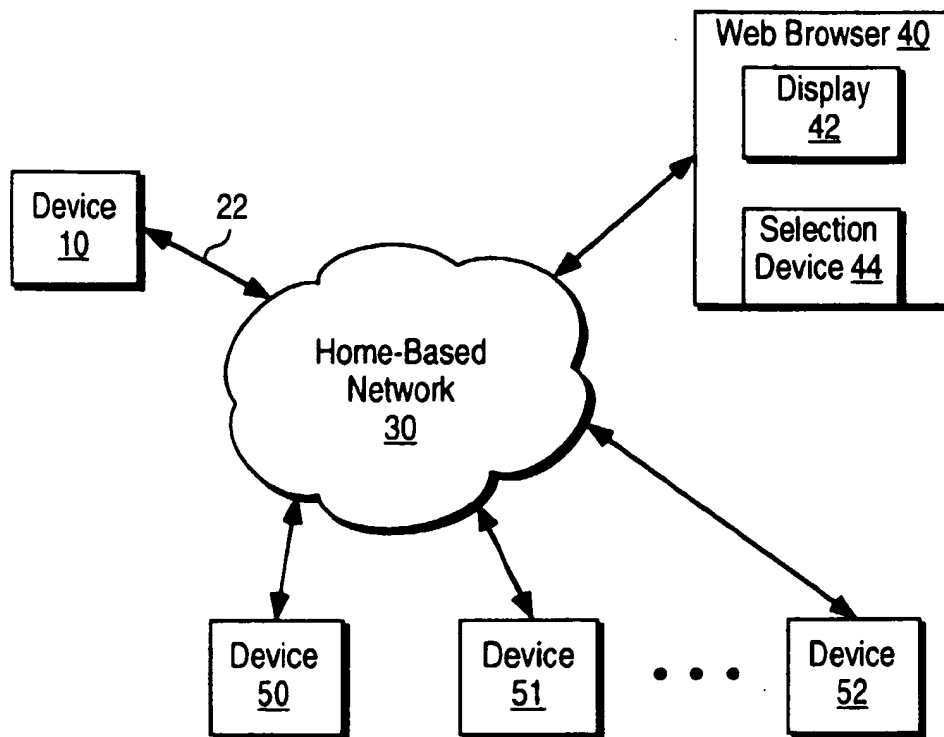 Web Browser 40
Display
42
Selection
Device 44
Device
10
22
Home-Based
Network
30
Device
50
Device
51
Device
52